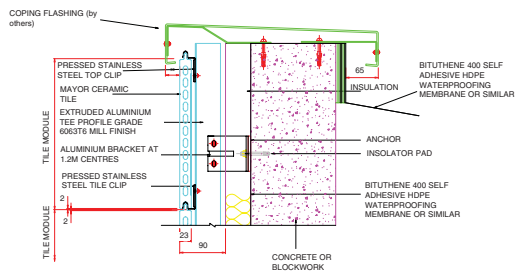 COPING FLASHING (by
others)
PRESSED STAINLESS
STEEL TOP CLIP
MAYOR CERAMIC
TILE
EXTRUDED ALUMINIUM
TEE PROFILE GRADE
6063T6 MILL FINISH
ALUMINIUM BRACKET AT
1.2M CENTRES
PRESSED STAINLESS
STEEL TILE CLIP
TILE MODULE
TILE MODULE
2
2
23
90
65
BITUTHENE 400 SELF
ADHESIVE HDPE
WATERPROOFING
MEMBRANE OR SIMILAR
INSULATION
ANCHOR
INSOLATOR PAD
BITUTHENE 400 SELF
ADHESIVE HDPE
WATERPROOFING
MEMBRANE OR SIMILAR
CONCRETE OR
BLOCKWORK